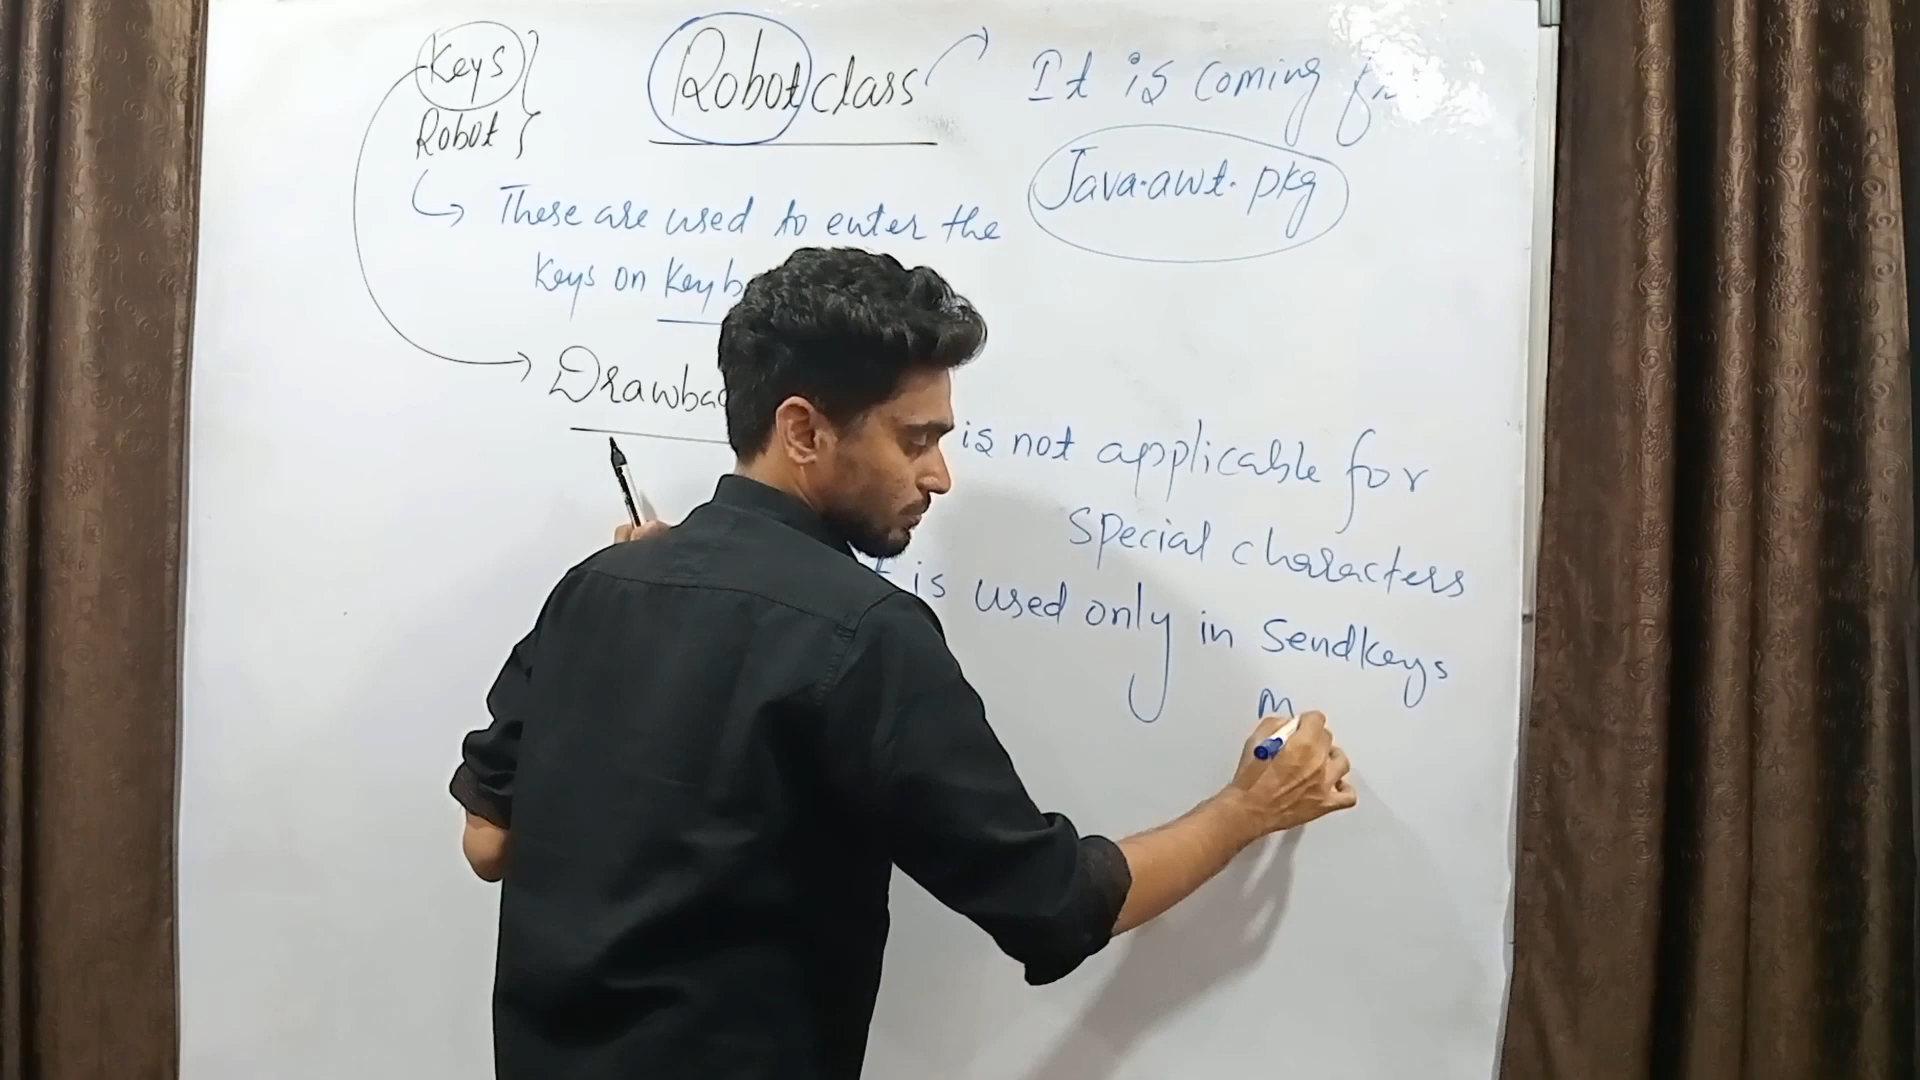 Keys
Robot
Robot class
It is coming
Java.awt.pkg
These are used to enter the
Keys on Keyb
Drawbac
is not applicable for
special characters
is used only in Sendkeys
m